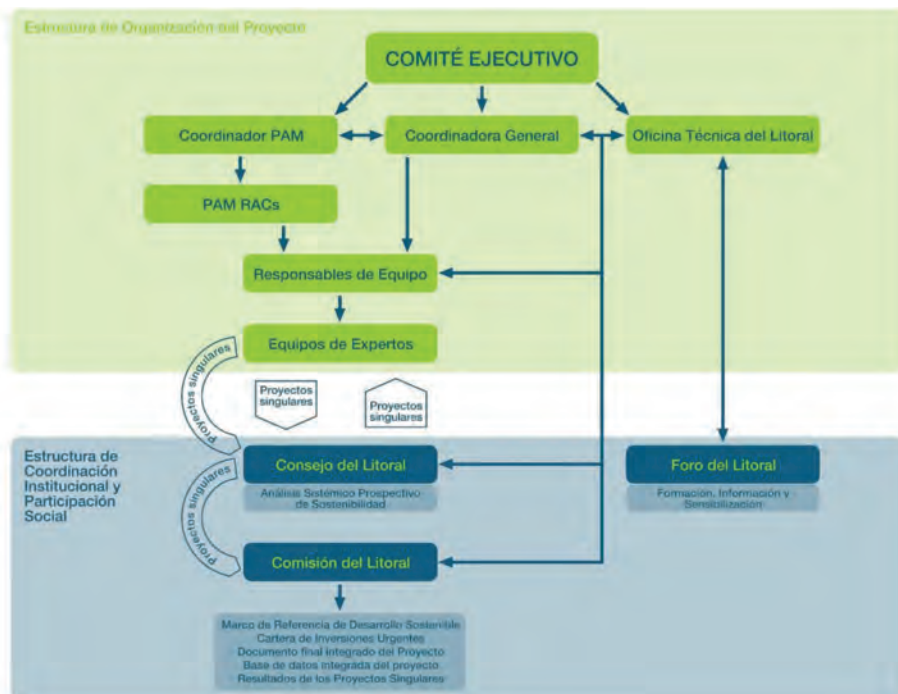 Estructura de Organización del Proyecto
COMITÉ EJECUTIVO
Coordinador PAM
Coordinadora General
Oficina Técnica del Litoral
PAM RACs
Responsables de Equipo
Equipos de Expertos
Proyectos singulares
Proyectos
singulares
Proyectos
singulares
Estructura de
Coordinación
Institucional y
Participación
Social
Consejo del Litoral
Análisis Sistémico Prospectivo
de Sostenibilidad
Foro del Litoral
Formación, Información y
Sensibilización
Proyectos singulares
Comisión del Litoral
Marco de Referencia de Desarrollo Sostenible
Cartera de Inversiones Urgentes
Documento final integrado del Proyecto
Base de datos integrada del proyecto
Resultados de los Proyectos Singulares